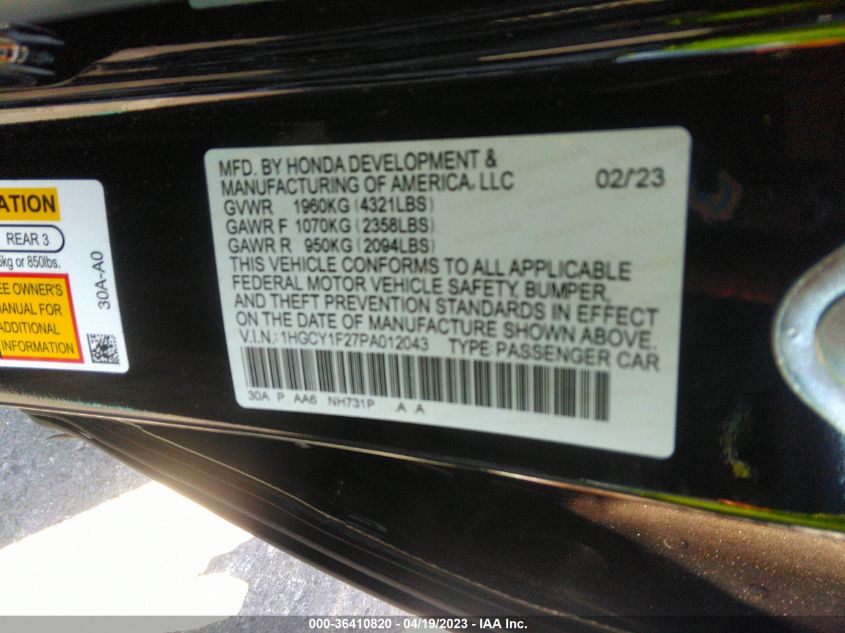 ATION
REAR 3
kg or 850lbs.
EE OWNER'S
MANUAL FOR
ADDITIONAL
INFORMATION
30A-A0
MFD. BY HONDA DEVELOPMENT &
MANUFACTURING OF AMERICA, LLC 02/'23
GVWR 1960KG (4321LBS)
GAWR F 1070KG (2358LBS)
GAWR R 950KG (2094LBS)
THIS VEHICLE CONFORMS TO ALL APPLICABLE
FEDERAL MOTOR VEHICLE SAFETY, BUMPER,
AND THEFT PREVENTION STANDARDS IN EFFECT
ON THE DATE OF MANUFACTURE SHOWN ABOVE.
V.I.N.: 1HGCY1F27PA012043 TYPE:PASSENGER CAR
30A P AA6 NH731P A A
000-36410820 - 04/19/2023 - IAA Inc.